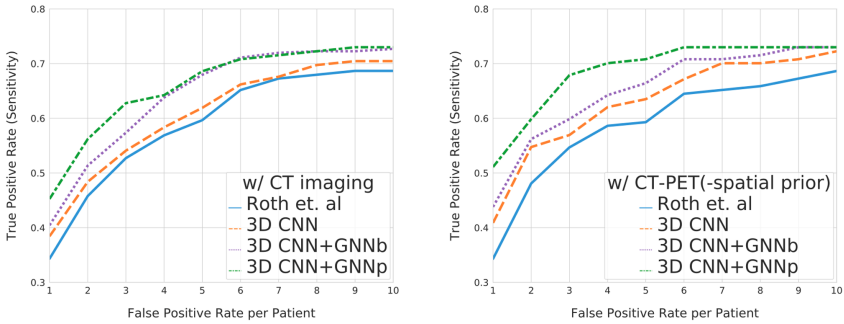 0.8
0.7
0.6
0.5
0.4
0.3
True Positive Rate (Sensitivity)
w/ CT imaging
Roth et. al
3D CNN
3D CNN+GNNb
3D CNN+GNNp
1 2 3 4 5 6 7 8 9 10
False Positive Rate per Patient
0.8
0.7
0.6
0.5
0.4
0.3
True Positive Rate (Sensitivity)
w/ CT-PET(-spatial prior)
Roth et. al
3D CNN
3D CNN+GNNb
3D CNN+GNNp
1 2 3 4 5 6 7 8 9 10
False Positive Rate per Patient